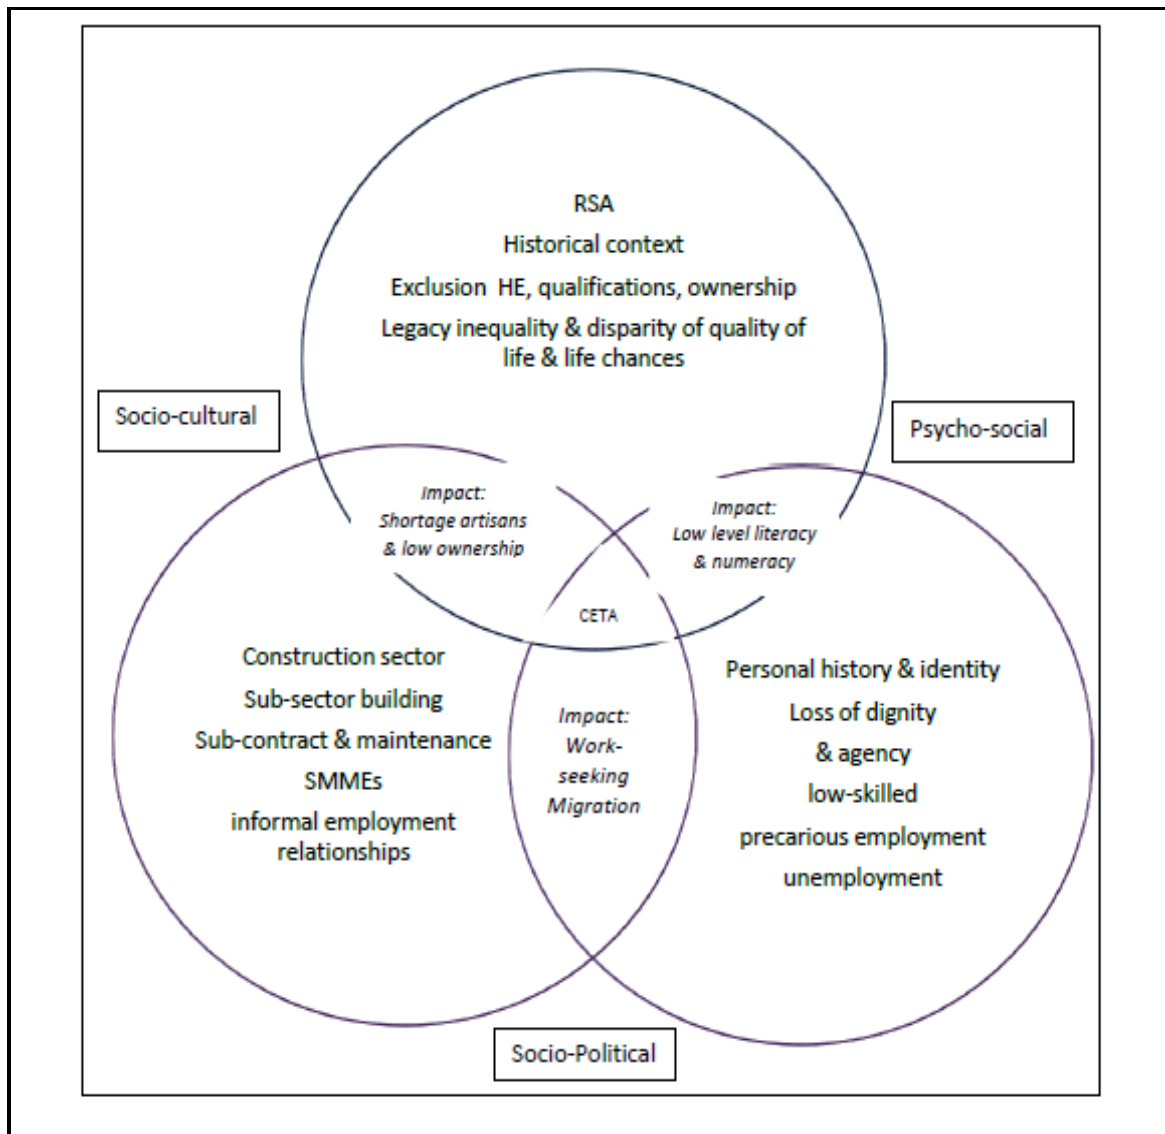 RSA
Historical context
Exclusion HE, qualifications, ownership
Legacy inequality & disparity of quality of
life & life chances
Socio-cultural
Psycho-social
Impact:
Shortage artisans
& low ownership
Impact:
Low level literacy
& numeracy
CETA
Construction sector
Sub-sector building
Sub-contract & maintenance
SMMEs
informal employment
relationships
Impact:
Work-
seeking
Migration
Personal history & identity
Loss of dignity
& agency
low-skilled
precarious employment
unemployment
Socio-Political